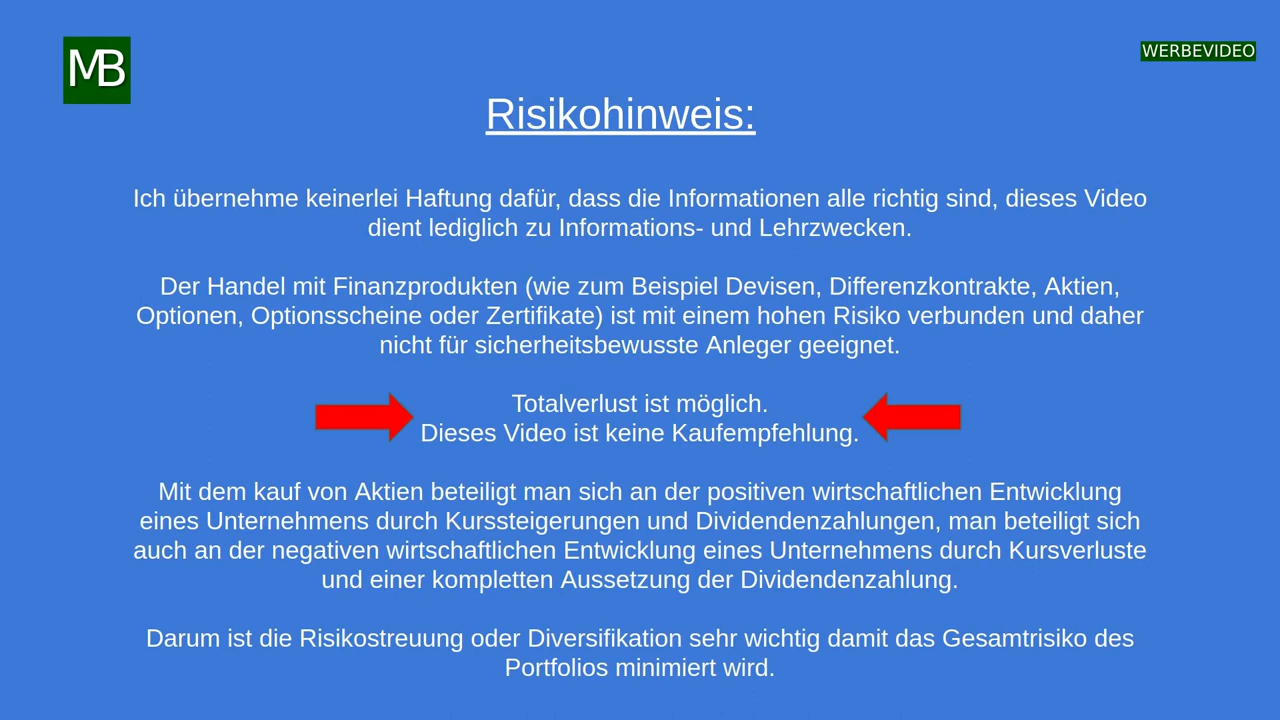 MB
WERBEVIDEO
Risikohinweis:
Ich übernehme keinerlei Haftung dafür, dass die Informationen alle richtig sind, dieses Video
dient lediglich zu Informations- und Lehrzwecken.
Der Handel mit Finanzprodukten (wie zum Beispiel Devisen, Differenzkontrakte, Aktien,
Optionen, Optionsscheine oder Zertifikate) ist mit einem hohen Risiko verbunden und daher
nicht für sicherheitsbewusste Anleger geeignet.
Totalverlust ist möglich.
Dieses Video ist keine Kaufempfehlung.
Mit dem kauf von Aktien beteiligt man sich an der positiven wirtschaftlichen Entwicklung
eines Unternehmens durch Kurssteigerungen und Dividendenzahlungen, man beteiligt sich
auch an der negativen wirtschaftlichen Entwicklung eines Unternehmens durch Kursverluste
und einer kompletten Aussetzung der Dividendenzahlung.
Darum ist die Risikostreuung oder Diversifikation sehr wichtig damit das Gesamtrisiko des
Portfolios minimiert wird.